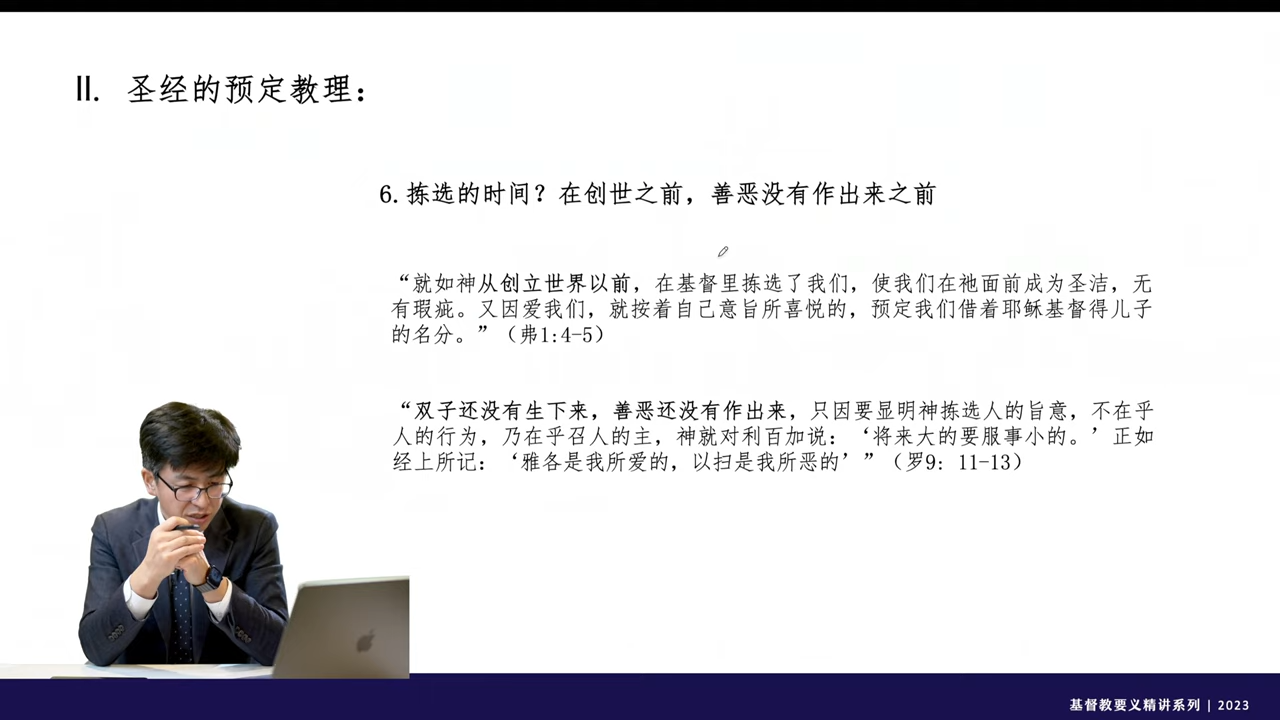 II. 圣经的预定教理：
6.拣选的时间？在创世之前，善恶没有作出来之前
“就如神从创立世界以前，在基督里拣选了我们，使我们在祂面前成为圣洁，无
有瑕疵。又因爱我们，就按着自己意旨所喜悦的，预定我们借着耶稣基督得儿子
的名分。”（弗1:4-5）
“双子还没有生下来，善恶还没有作出来，只因要显明神拣选人的旨意，不在乎
人的行为，乃在乎召人的主，神就对利百加说：‘将来大的要服事小的。’正如
经上所记：‘雅各是我所爱的，以扫是我所恶的’”（罗9: 11-13）
基督教要义精讲系列 | 2023